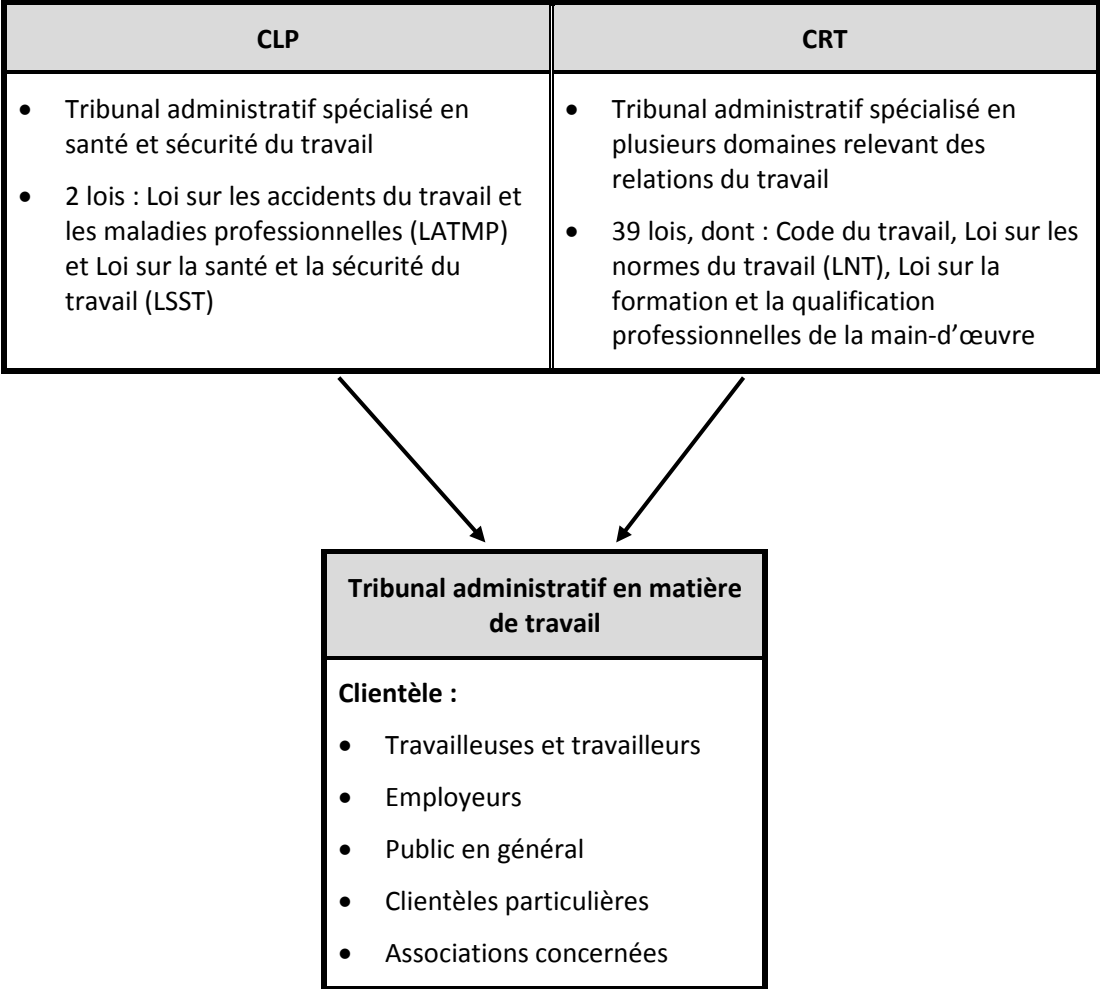 CLP
• Tribunal administratif spécialisé en
santé et sécurité du travail
• 2 lois : Loi sur les accidents du travail et
les maladies professionnelles (LATMP)
et Loi sur la santé et la sécurité du
travail (LSST)
CRT
• Tribunal administratif spécialisé en
plusieurs domaines relevant des
relations du travail
• 39 lois, dont : Code du travail, Loi sur les
normes du travail (LNT), Loi sur la
formation et la qualification
professionnelles de la main-d’œuvre
Tribunal administratif en matière
de travail
Clientèle :
• Travailleuses et travailleurs
• Employeurs
• Public en général
• Clientèles particulières
• Associations concernées